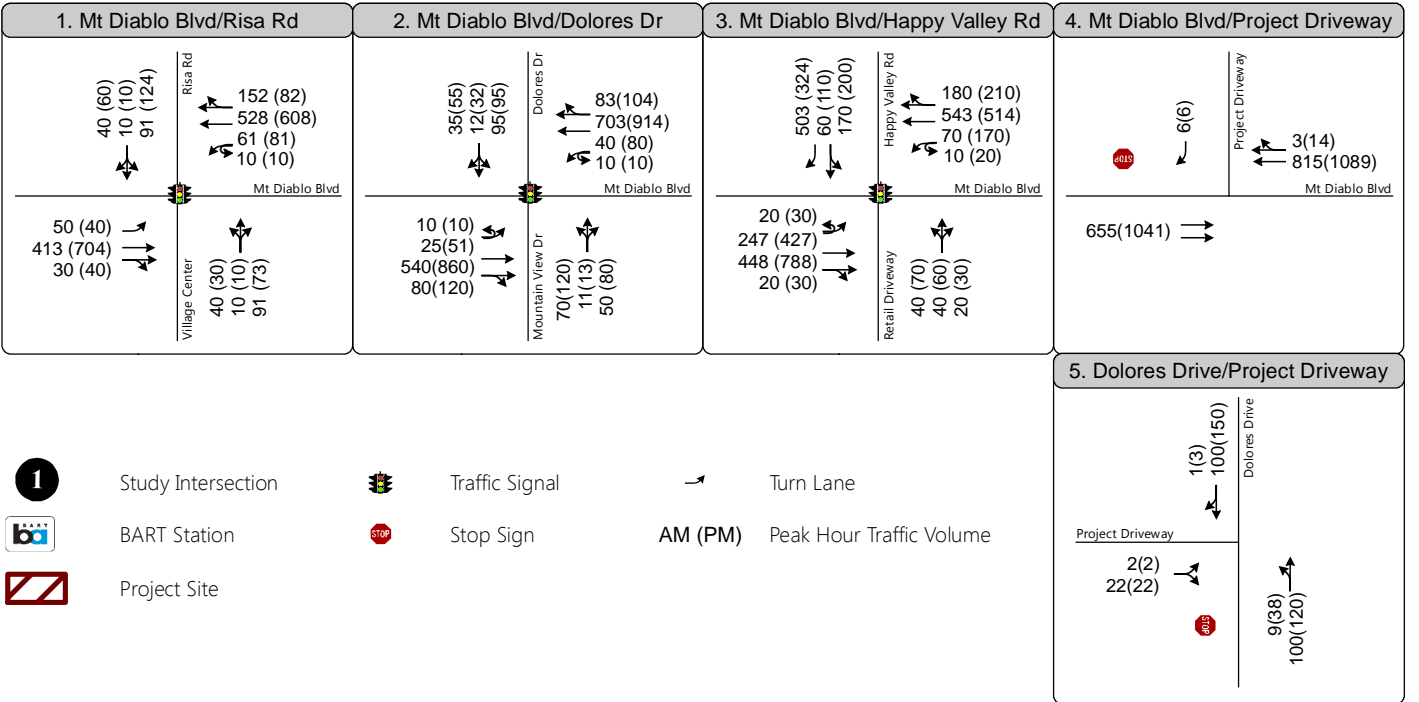 1. Mt Diablo Blvd/Risa Rd
40 (60)
10 (10)
91 (124)
Risa Rd
152 (82)
528 (608)
61 (81)
10 (10)
Mt Diablo Blvd
50 (40)
413 (704)
30 (40)
Village Center
40 (30)
10 (10)
91 (73)
2. Mt Diablo Blvd/Dolores Dr
35(55)
12(32)
95(95)
Dolores Dr
83(104)
703(914)
40 (80)
10 (10)
Mt Diablo Blvd
10 (10)
25(51)
540(860)
80(120)
Mountain View Dr
70(120)
11(13)
50 (80)
3. Mt Diablo Blvd/Happy Valley Rd
503 (324)
60 (110)
170 (200)
Happy Valley Rd
180 (210)
543 (514)
70 (170)
10 (20)
Mt Diablo Blvd
20 (30)
247 (427)
448 (788)
20 (30)
Retail Driveway
40 (70)
40 (60)
20 (30)
4. Mt Diablo Blvd/Project Driveway
STOP
6(6)
Project Driveway
3(14)
815(1089)
Mt Diablo Blvd
655(1041)
5. Dolores Drive/Project Driveway
1(3)
100(150)
Dolores Drive
Project Driveway
2(2)
22(22)
STOP
9(38)
100(120)
1 Study Intersection
Traffic Signal
Turn Lane
BART
ba BART Station
STOP Stop Sign
AM (PM) Peak Hour Traffic Volume
Project Site